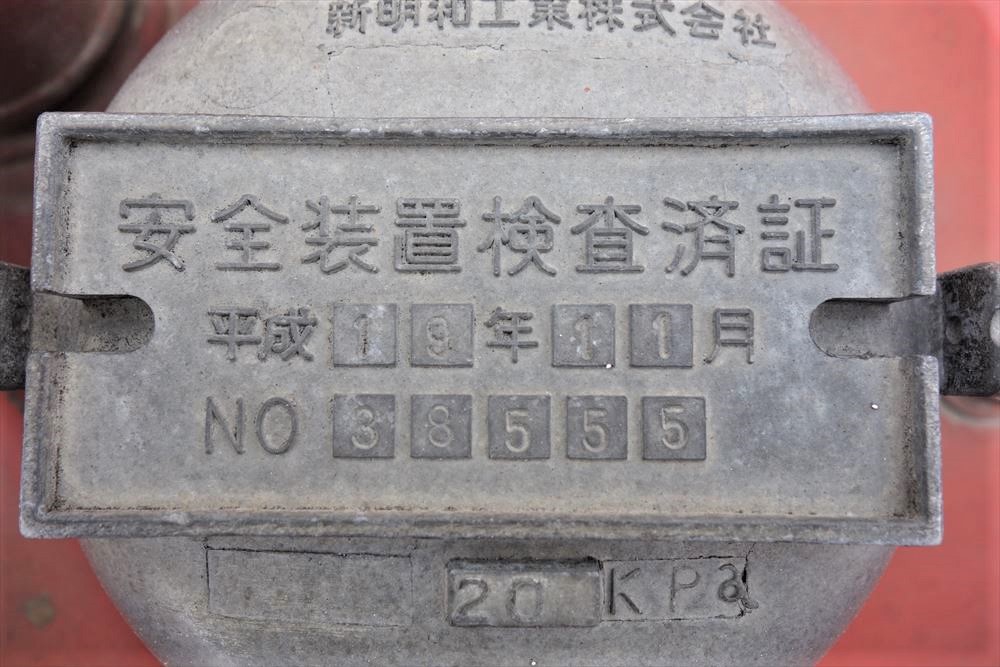 新明和工業株式会社
安全装置検査済証
平成19年11月
NO 38555
20 KPa